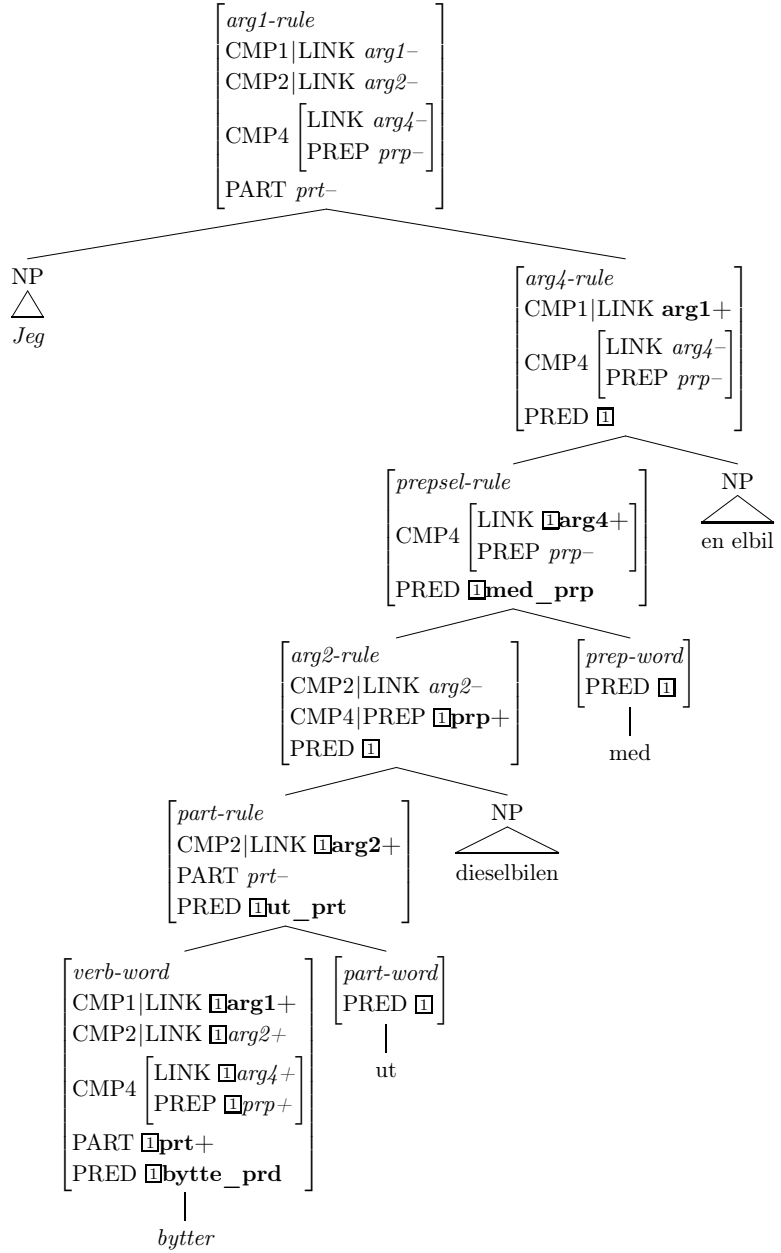 arg1-rule
CMP1|LINK arg1–
CMP2|LINK arg2–
CMP4 LINK arg4–
PREP prp–
PART prt–
NP
Jeg
arg4-rule
CMP1|LINK arg1+
CMP4 LINK arg4–
PREP prp–
PRED 1
prepsel-rule
CMP4 LINK 1arg4+
PREP prp–
PRED 1med_prp
NP
en elbil
arg2-rule
CMP2|LINK arg2–
CMP4|PREP 1prp+
PRED 1
prep-word
PRED 1
med
part-rule
CMP2|LINK 1arg2+
PART prt–
PRED 1ut_prt
NP
dieselbilen
verb-word
CMP1|LINK 1arg1+
CMP2|LINK 1arg2+
CMP4 LINK 1arg4+
PREP 1prp+
PART 1prt+
PRED 1bytte_prd
bytter
part-word
PRED 1
ut